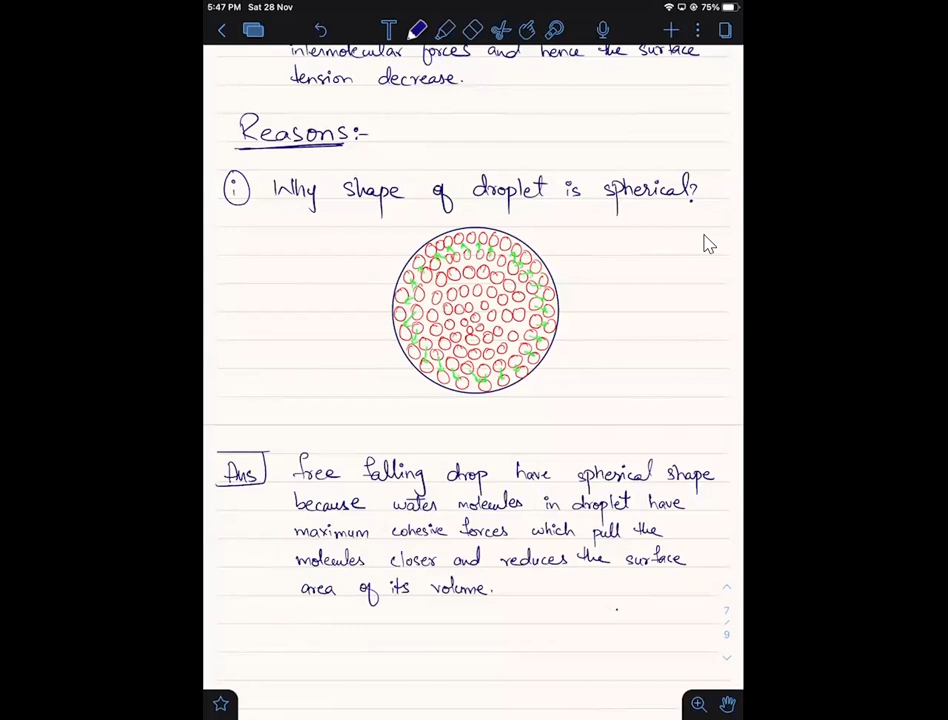 5:47 PM Sat 28 Nov 75%
intermolecular forces and hence the surface
tension decrease.
Reasons:-
i Why shape of droplet is spherical?
Ans free falling drop have spherical shape
because water molecules in droplet have
maximum cohesive forces which pull the
molecules closer and reduces the surface
area of its volume.
7
/
9